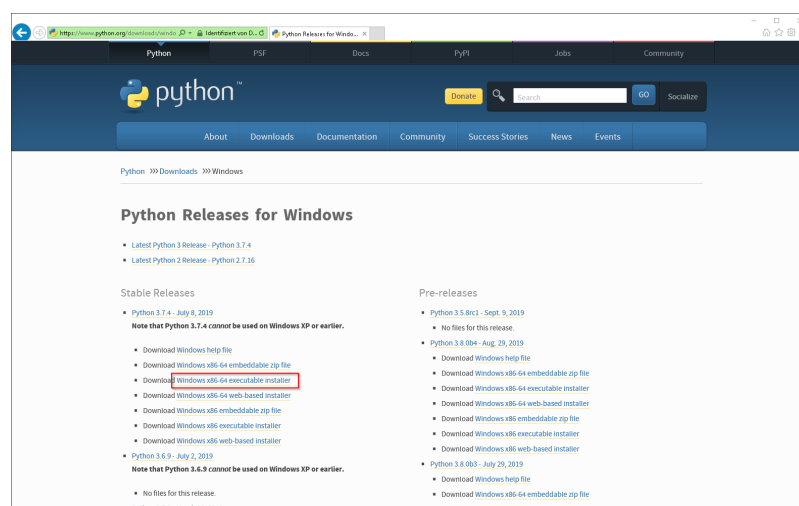 https://www.python.org/downloads/windo
Identifiziert von D...
Python Releases for Windo...
Python PSF Docs PyPI Jobs Community
python™
Donate Search GO Socialize
About Downloads Documentation Community Success Stories News Events
Python >>> Downloads >>> Windows
Python Releases for Windows
Latest Python 3 Release - Python 3.7.4
Latest Python 2 Release - Python 2.7.16
Stable Releases
Python 3.7.4 - July 8, 2019
Note that Python 3.7.4 cannot be used on Windows XP or earlier.
Download Windows help file
Download Windows x86-64 embeddable zip file
Download Windows x86-64 executable installer
Download Windows x86-64 web-based installer
Download Windows x86 embeddable zip file
Download Windows x86 executable installer
Download Windows x86 web-based installer
Python 3.6.9 - July 2, 2019
Note that Python 3.6.9 cannot be used on Windows XP or earlier.
No files for this release.
Pre-releases
Python 3.5.8rc1 - Sept. 9, 2019
No files for this release.
Python 3.8.0b4 - Aug. 29, 2019
Download Windows help file
Download Windows x86-64 embeddable zip file
Download Windows x86-64 executable installer
Download Windows x86-64 web-based installer
Download Windows x86 embeddable zip file
Download Windows x86 executable installer
Download Windows x86 web-based installer
Python 3.8.0b3 - July 29, 2019
Download Windows help file
Download Windows x86-64 embeddable zip file